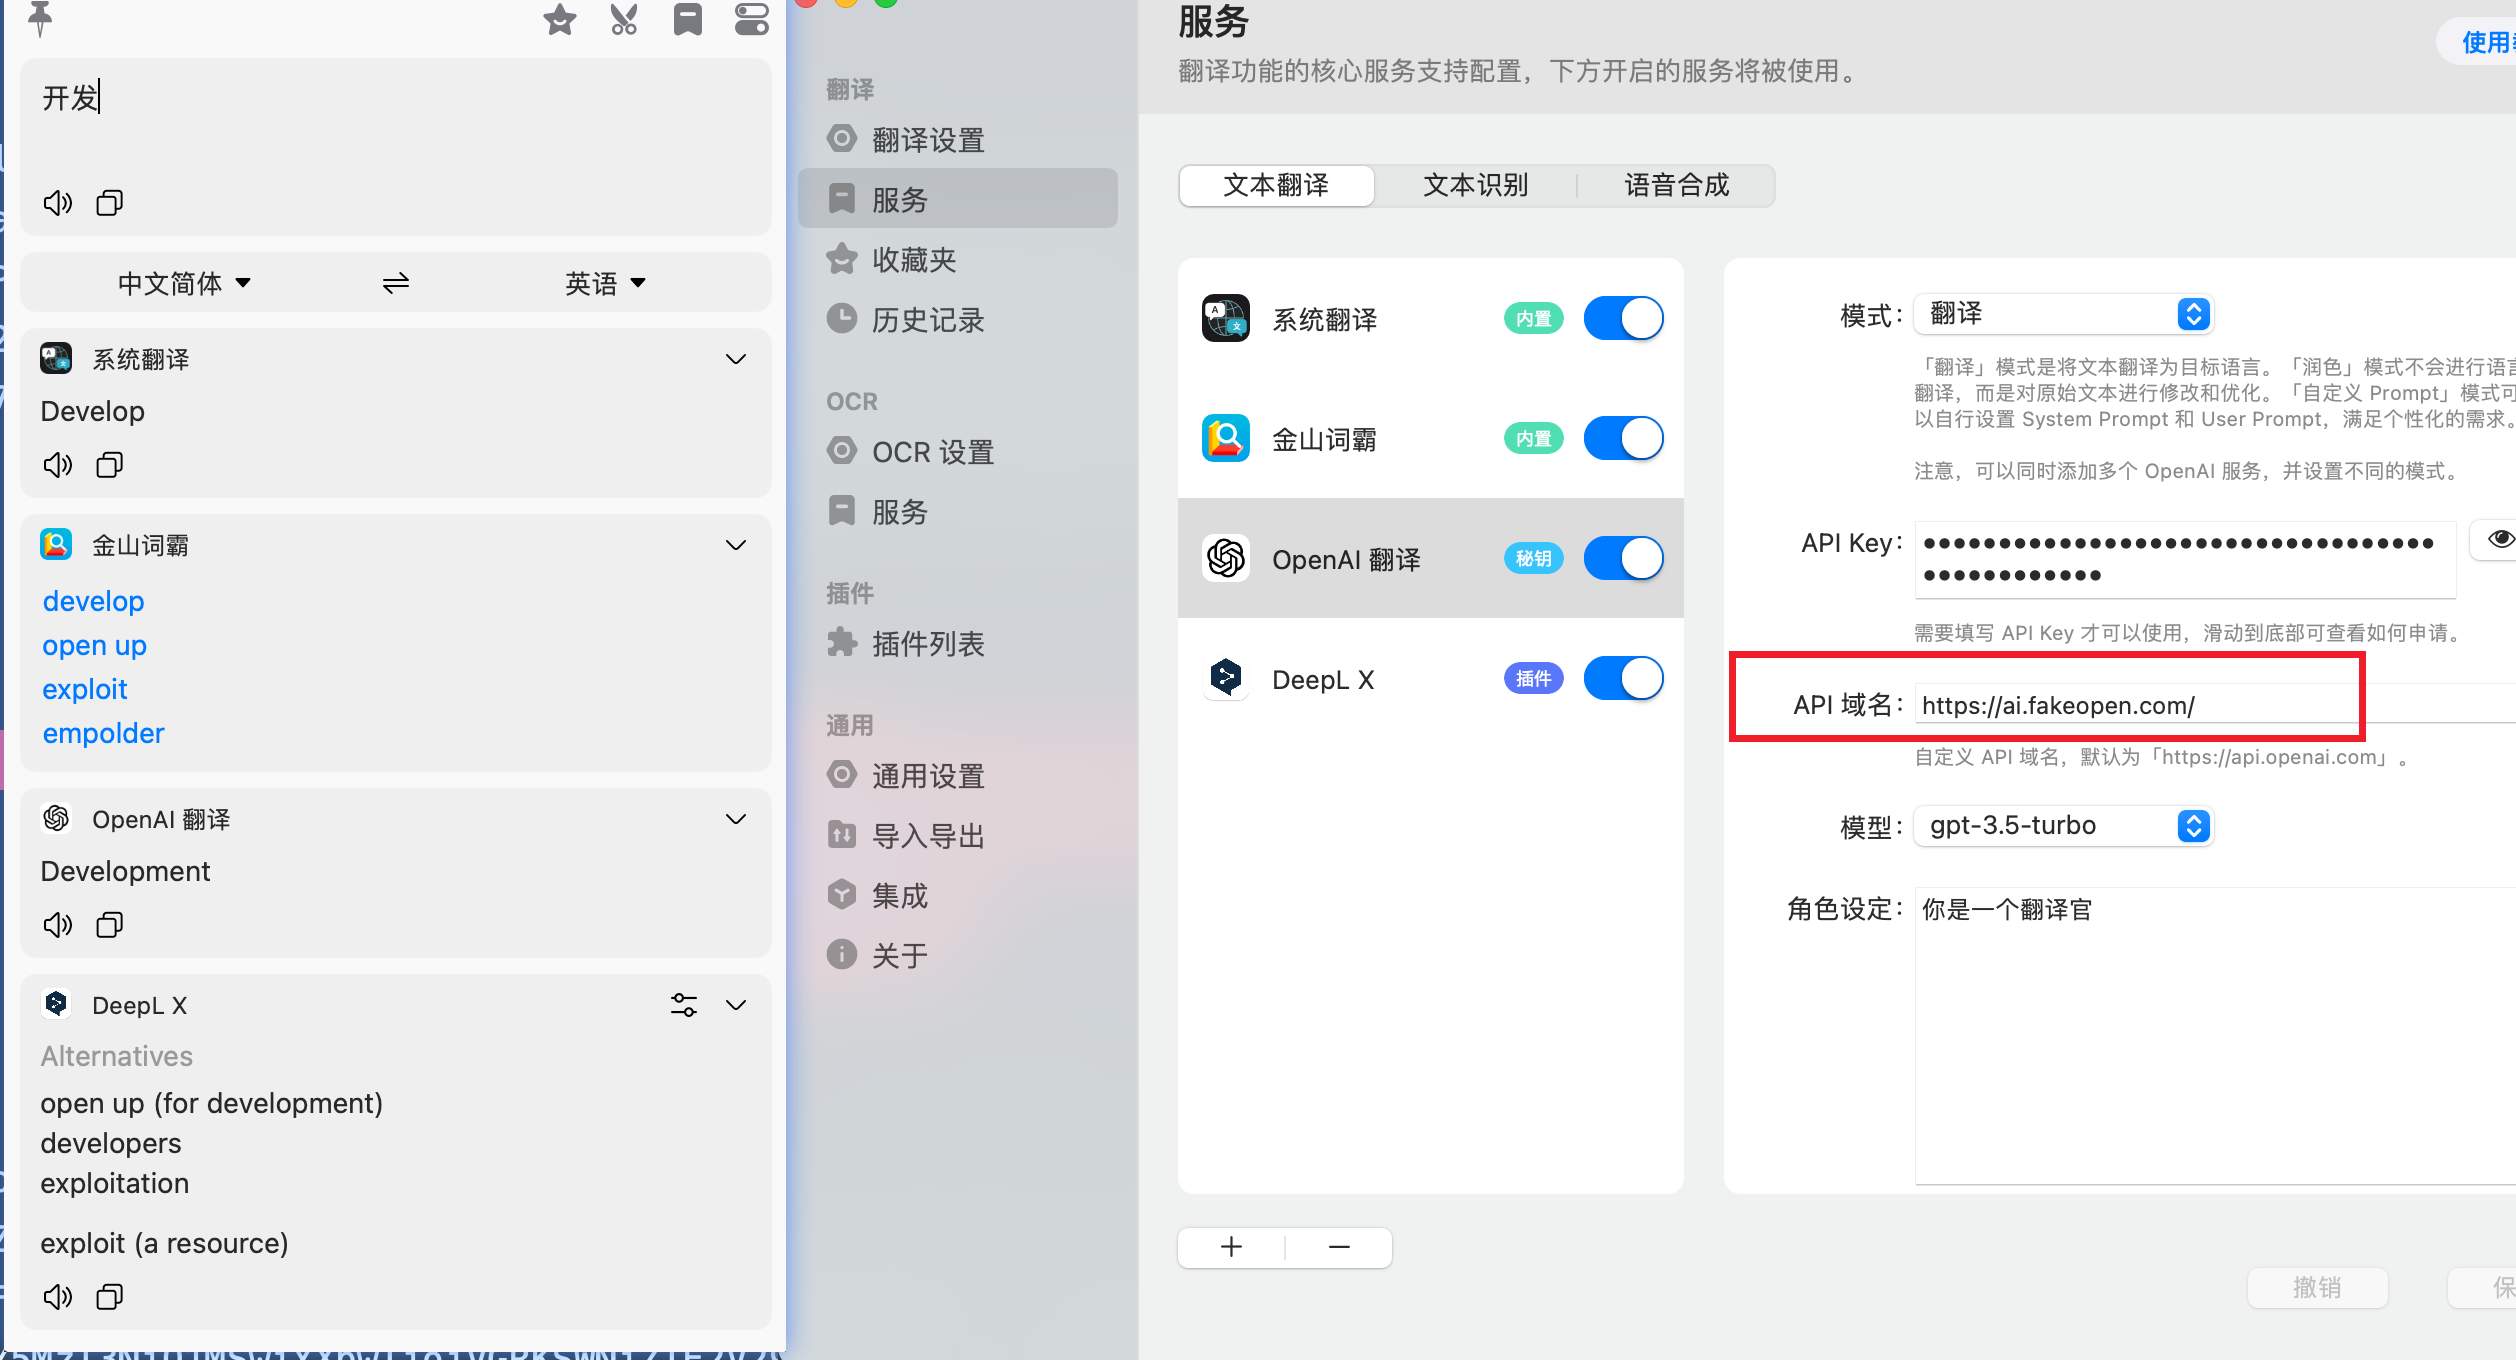 开发
中文简体
英语
系统翻译
Develop
金山词霸
develop
open up
exploit
empolder
OpenAI 翻译
Development
DeepL X
Alternatives
open up (for development)
developers
exploitation
exploit (a resource)
翻译
翻译设置
服务
收藏夹
历史记录
OCR
OCR 设置
服务
插件
插件列表
通用
通用设置
导入导出
集成
关于
服务
翻译功能的核心服务支持配置，下方开启的服务将被使用。
使用
文本翻译
文本识别
语音合成
系统翻译 内置
金山词霸 内置
OpenAI 翻译 秘钥
DeepL X 插件
模式： 翻译
「翻译」模式是将文本翻译为目标语言。「润色」模式不会进行语言
翻译，而是对原始文本进行修改和优化。「自定义 Prompt」模式可
以自行设置 System Prompt 和 User Prompt，满足个性化的需求。
注意，可以同时添加多个 OpenAI 服务，并设置不同的模式。
API Key：
需要填写 API Key 才可以使用，滑动到底部可查看如何申请。
API 域名： https://ai.fakeopen.com/
自定义 API 域名，默认为「https://api.openai.com」。
模型： gpt-3.5-turbo
角色设定： 你是一个翻译官
撤销
保